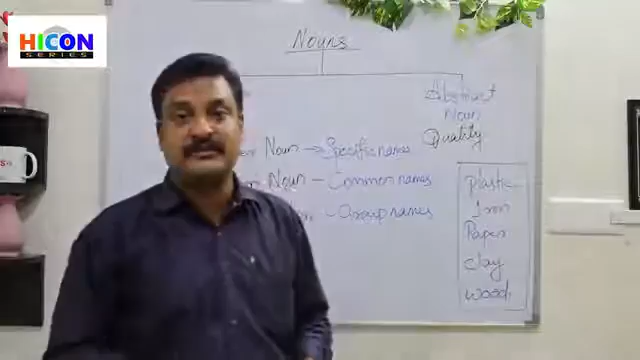 HICON
SERIES
Nouns
Abstract
Noun
Quality
Noun → Specific names
Noun - Common names
- Group names
plastic
Iron
Paper
clay
wood